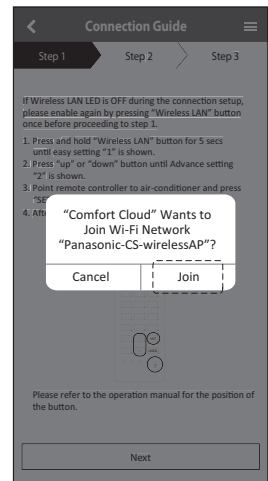 Connection Guide
Step 1 Step 2 Step 3
If Wireless LAN LED is OFF during the connection setup,
please enable again by pressing "Wireless LAN" button
once before proceeding to step 1.
1. Press and hold "Wireless LAN" button for 5 secs
until easy setting "1" is shown.
2. Press "up" or "down" button until Advance setting
"2" is shown.
3. Point remote controller to air-conditioner and press
4. Afte
"Comfort Cloud" Wants to
Join Wi-Fi Network
"Panasonic-CS-wirelessAP"?
Cancel Join
Please refer to the operation manual for the position of
the button.
Next